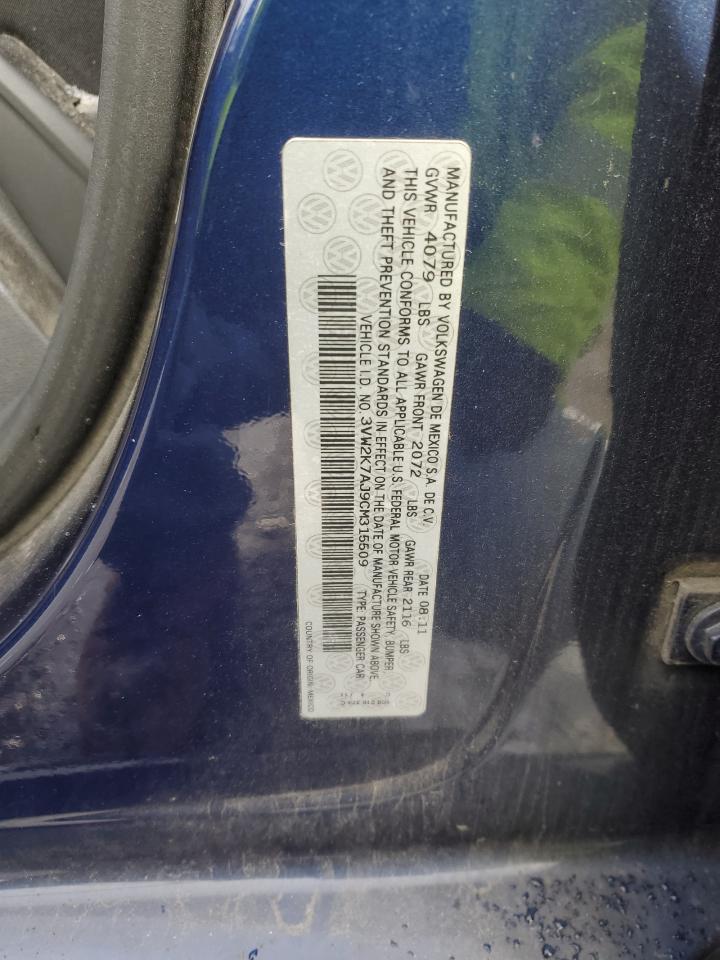 MANUFACTURED BY VOLKSWAGEN DE MEXICO S.A. DE C.V. DATE 08:11
GVWR 4079 LBS GAWR FRONT 2072 LBS GAWR REAR 2116 LBS
THIS VEHICLE CONFORMS TO ALL APPLICABLE U.S. FEDERAL MOTOR VEHICLE SAFETY, BUMPER
AND THEFT PREVENTION STANDARDS IN EFFECT ON THE DATE OF MANUFACTURE SHOWN ABOVE.
VEHICLE I.D. NO. 3VW2K7AJ9CM315509 TYPE: PASSENGER CAR
COUNTRY OF ORIGIN: MEXICO